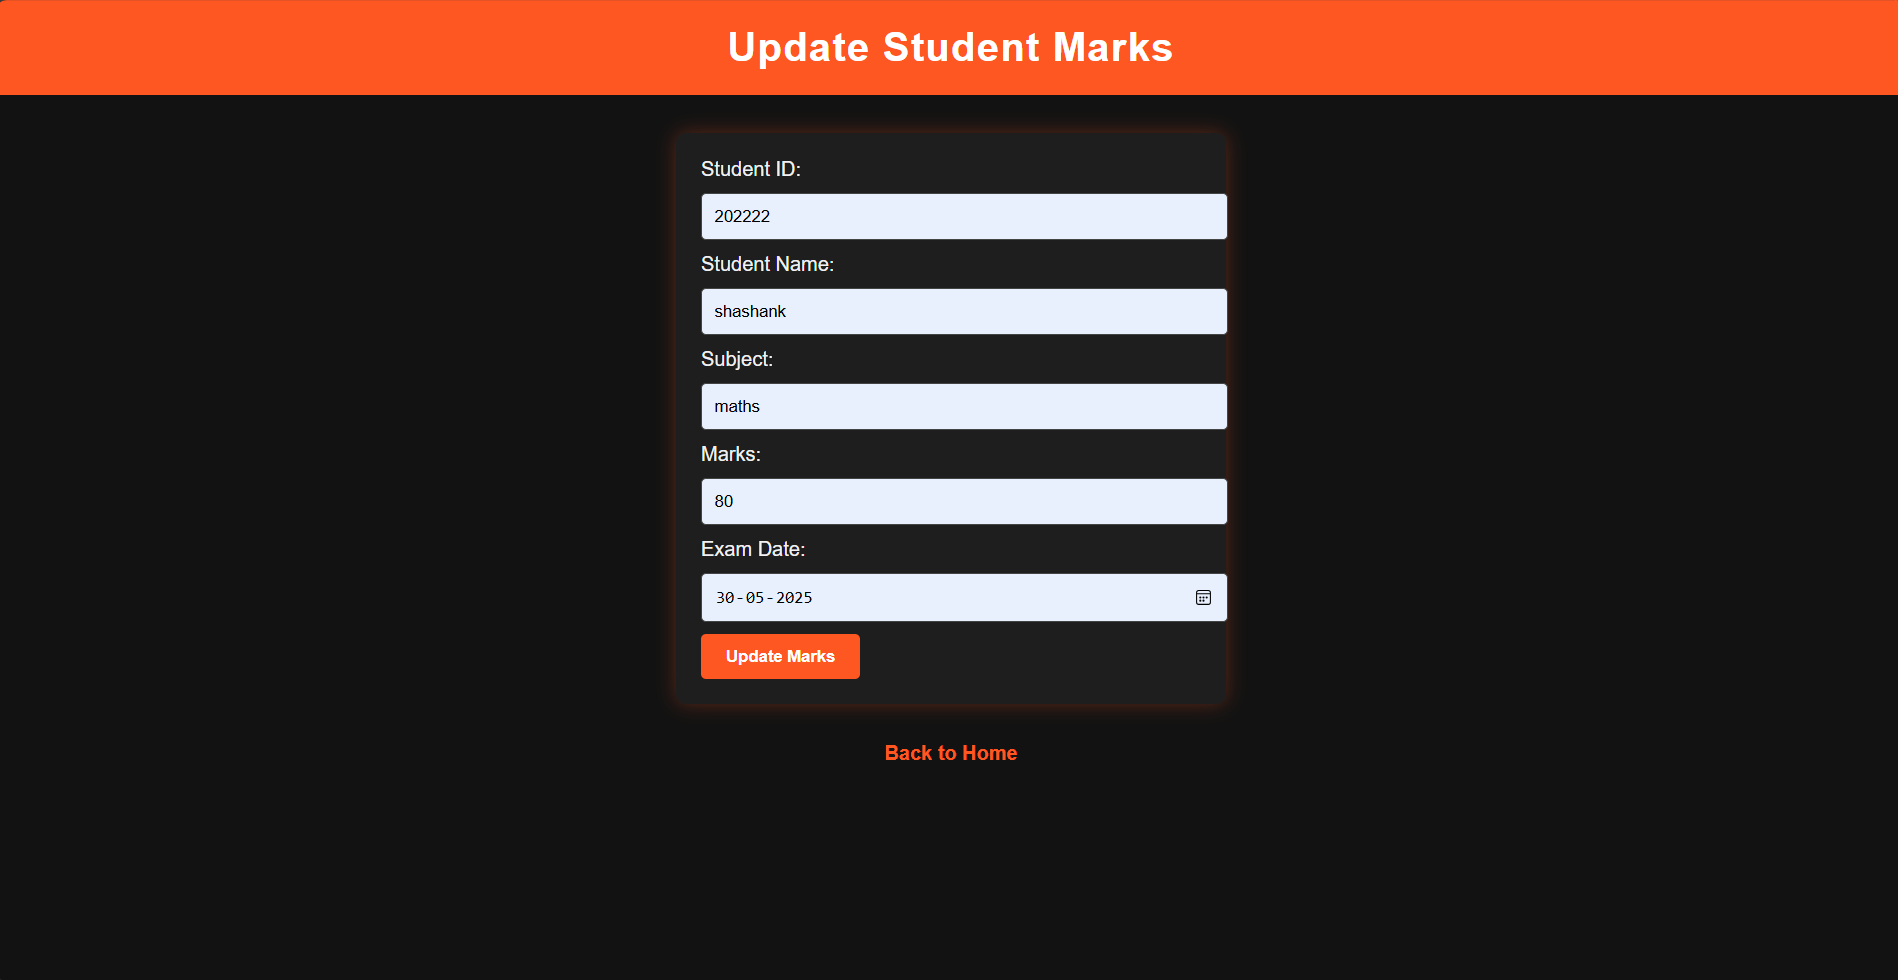 Update Student Marks
Student ID:
202222
Student Name:
shashank
Subject:
maths
Marks:
80
Exam Date:
30-05-2025
Update Marks
Back to Home